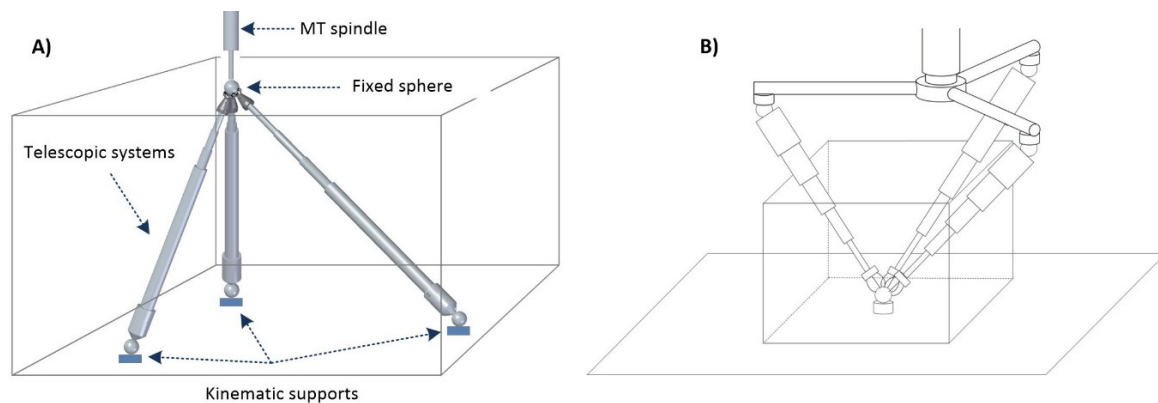 A)
MT spindle
Fixed sphere
Telescopic systems
Kinematic supports
B)